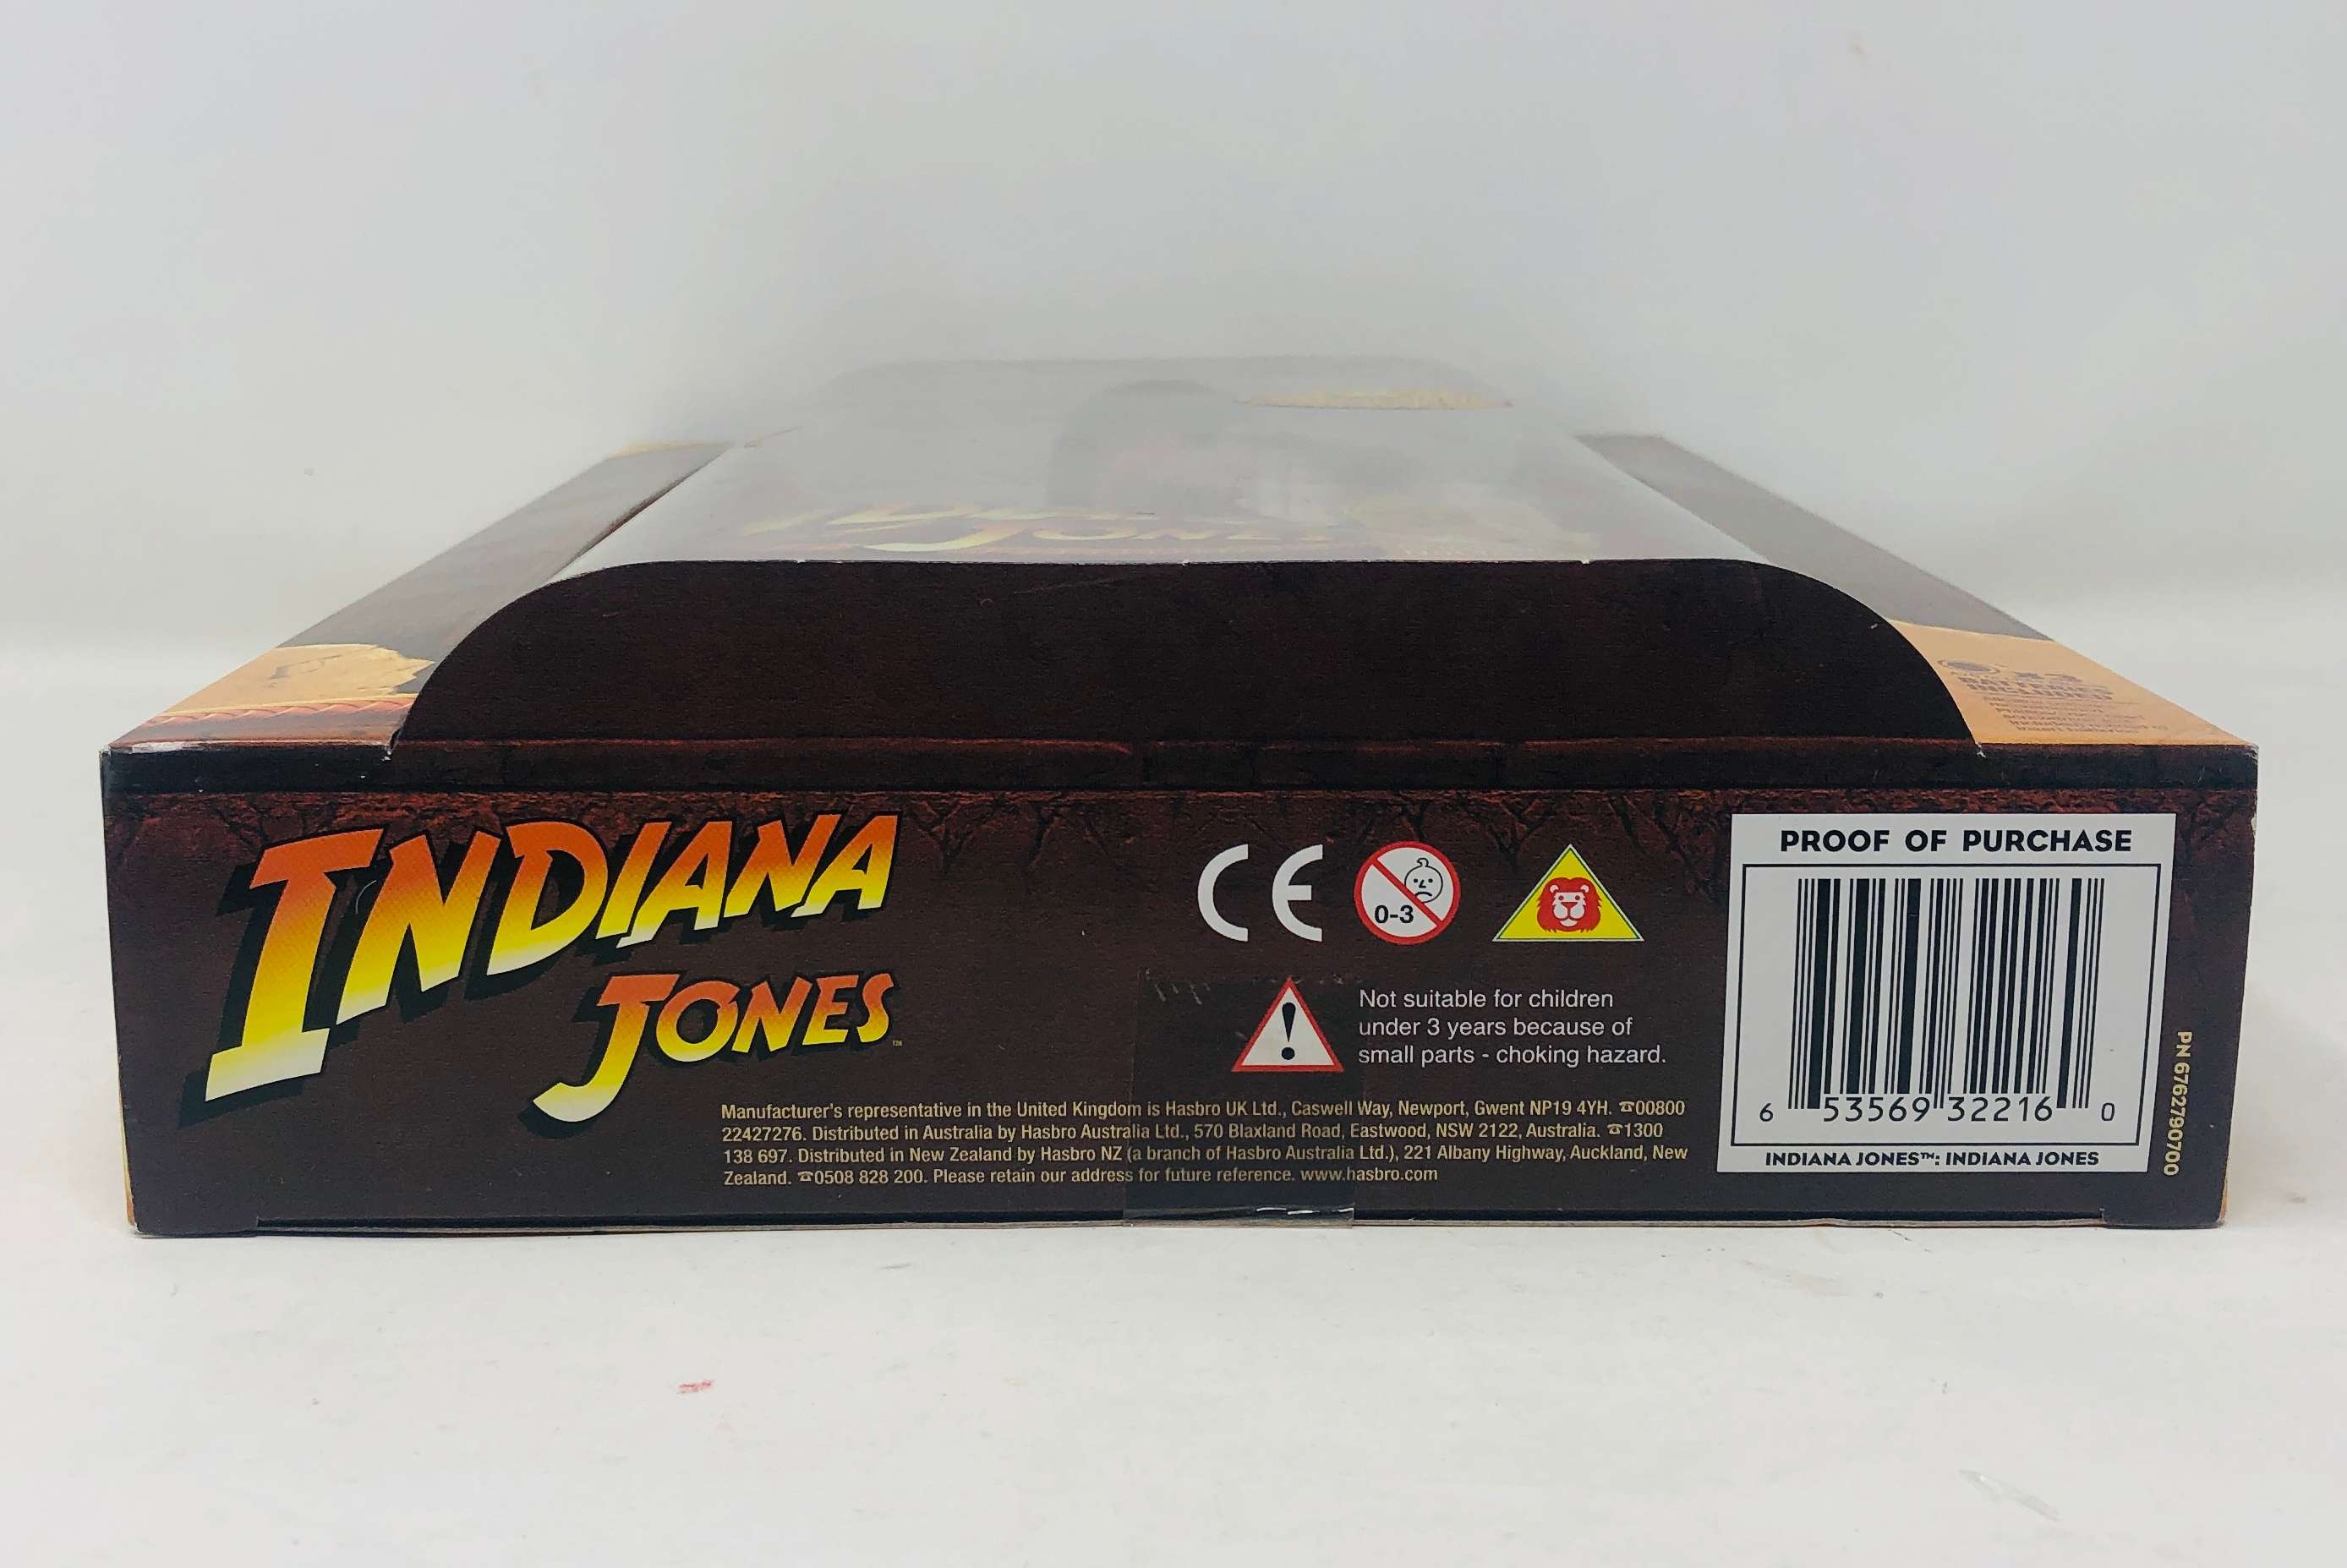 INDIANA
JONES
INDIANA
JONES™
CE
0-3
Not suitable for children
under 3 years because of
small parts - choking hazard.
Manufacturer's representative in the United Kingdom is Hasbro UK Ltd., Caswell Way, Newport, Gwent NP19 4YH. ☎00800
22427276. Distributed in Australia by Hasbro Australia Ltd., 570 Blaxland Road, Eastwood, NSW 2122, Australia. ☎1300
138 697. Distributed in New Zealand by Hasbro NZ (a branch of Hasbro Australia Ltd.), 221 Albany Highway, Auckland, New
Zealand. ☎0508 828 200. Please retain our address for future reference. www.hasbro.com
PROOF OF PURCHASE
6 53569 32216 0
INDIANA JONES™: INDIANA JONES
PN 6762790700